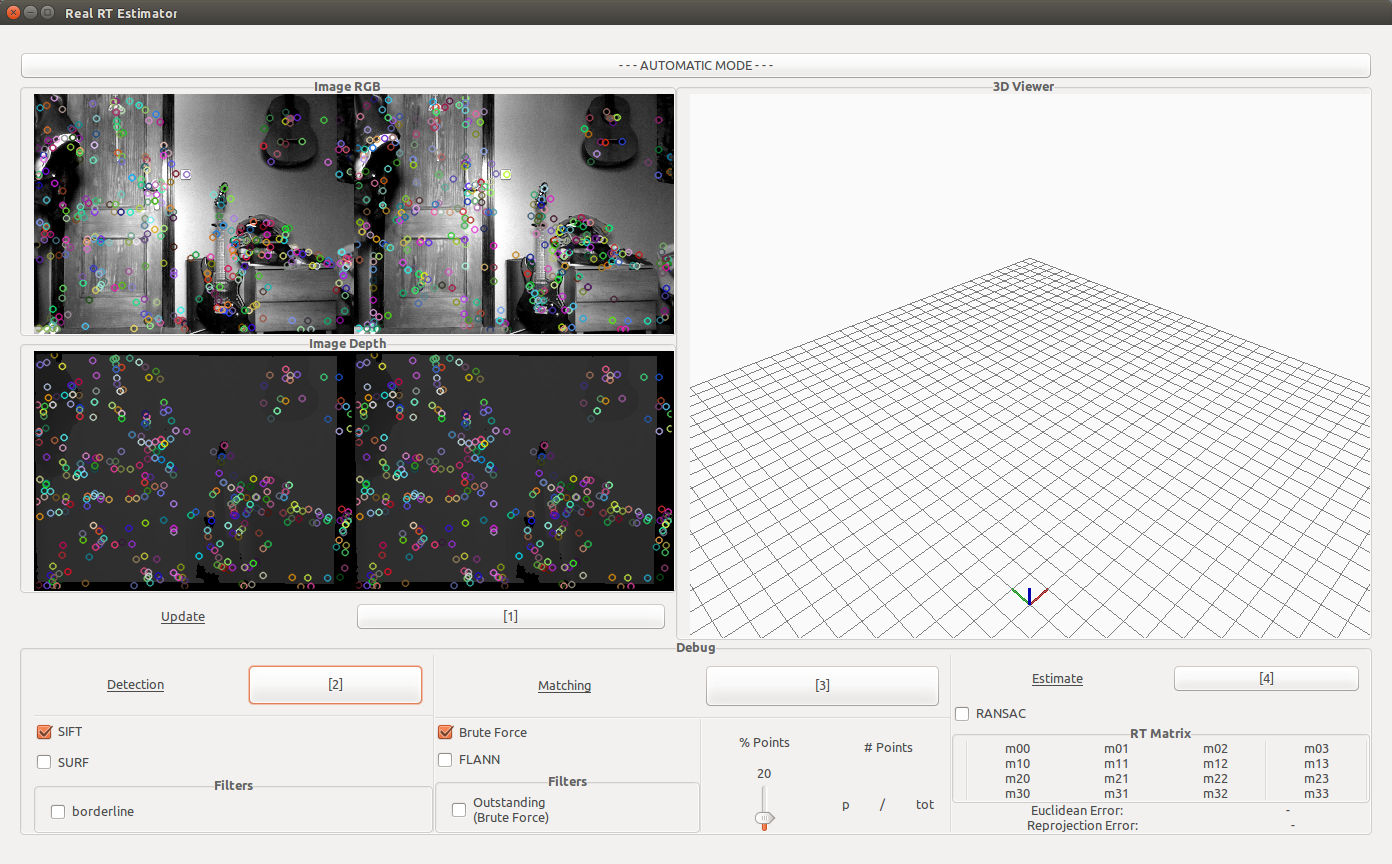 Real RT Estimator
- - - AUTOMATIC MODE - - -
Image RGB
3D Viewer
Image Depth
Update [1]
Debug
Detection [2]
Matching [3]
Estimate [4]
SIFT
SURF
Filters
borderline
Brute Force
FLANN
Filters
Outstanding
(Brute Force)
% Points # Points
20
p / tot
RANSAC
RT Matrix
m00 m01 m02 m03
m10 m11 m12 m13
m20 m21 m22 m23
m30 m31 m32 m33
Euclidean Error: -
Reprojection Error: -